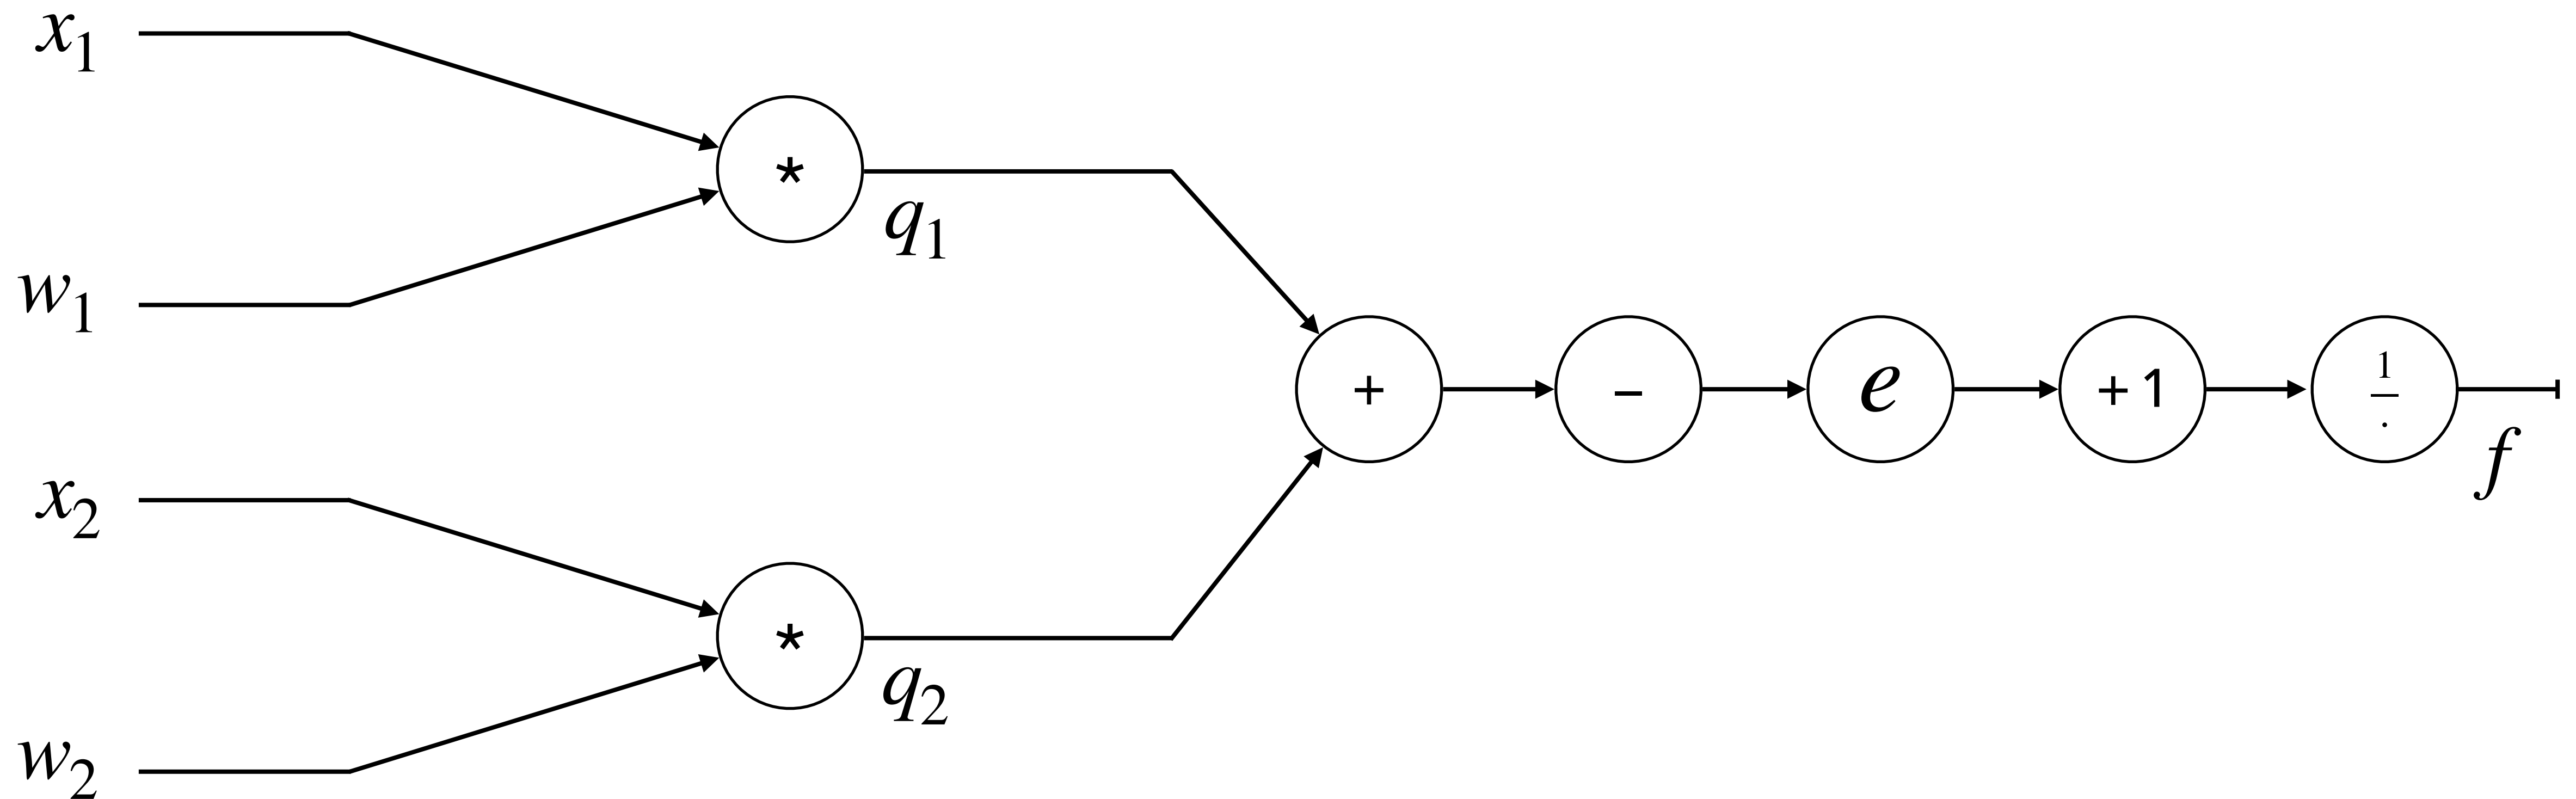 x₁
*
w₁
q₁
+
−
e
+1
1
.
f
x₂
*
w₂
q₂